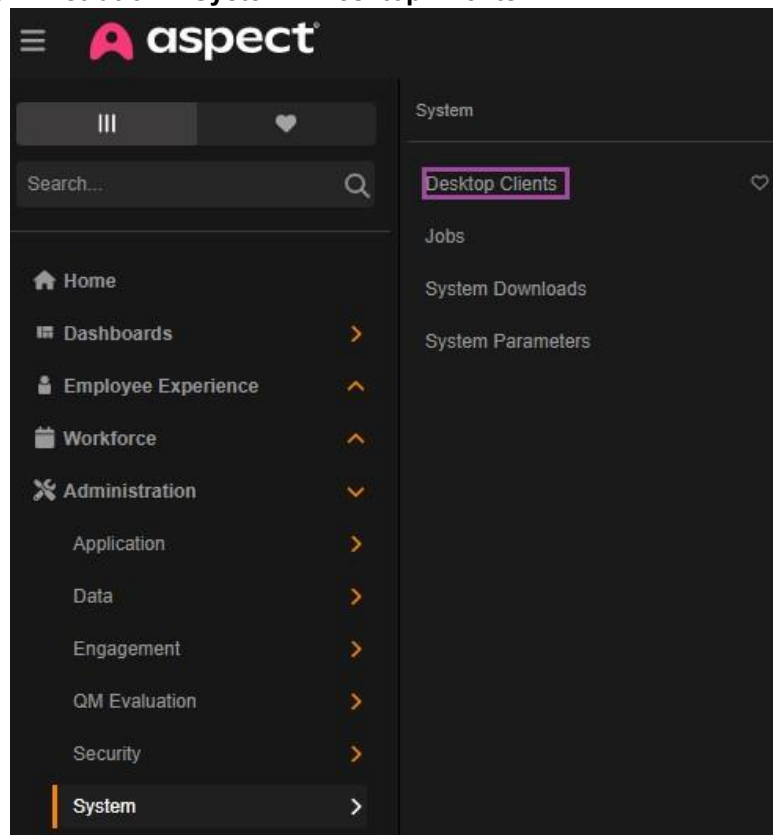 aspect
System
Search...
Desktop Clients
Jobs
Home
System Downloads
Dashboards
System Parameters
Employee Experience
Workforce
Administration
Application
Data
Engagement
QM Evaluation
Security
System